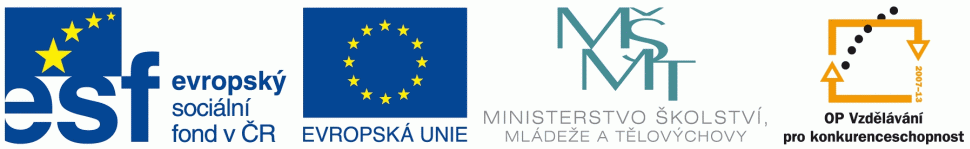 esf
evropský
sociální
fond v ČR
EVROPSKÁ UNIE
MŠMT
MINISTERSTVO ŠKOLSTVÍ,
MLÁDEŽE A TĚLOVÝCHOVY
2007-13
OP Vzdělávání
pro konkurenceschopnost